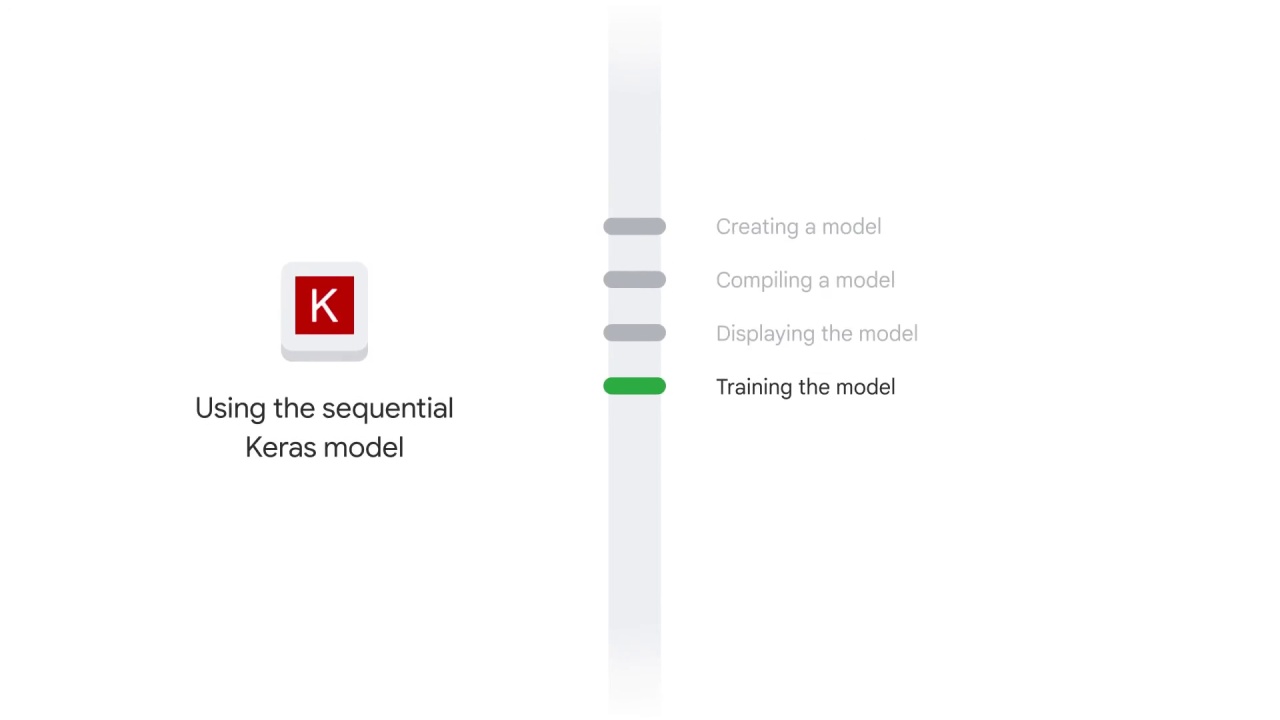 K
Using the sequential
Keras model
Creating a model
Compiling a model
Displaying the model
Training the model